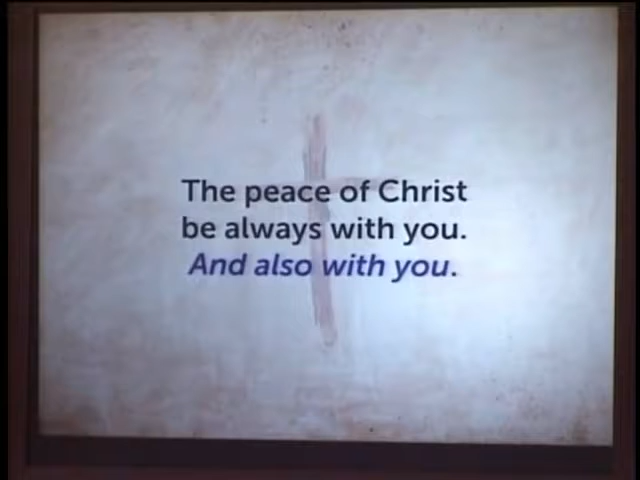 The peace of Christ
be always with you.
And also with you.